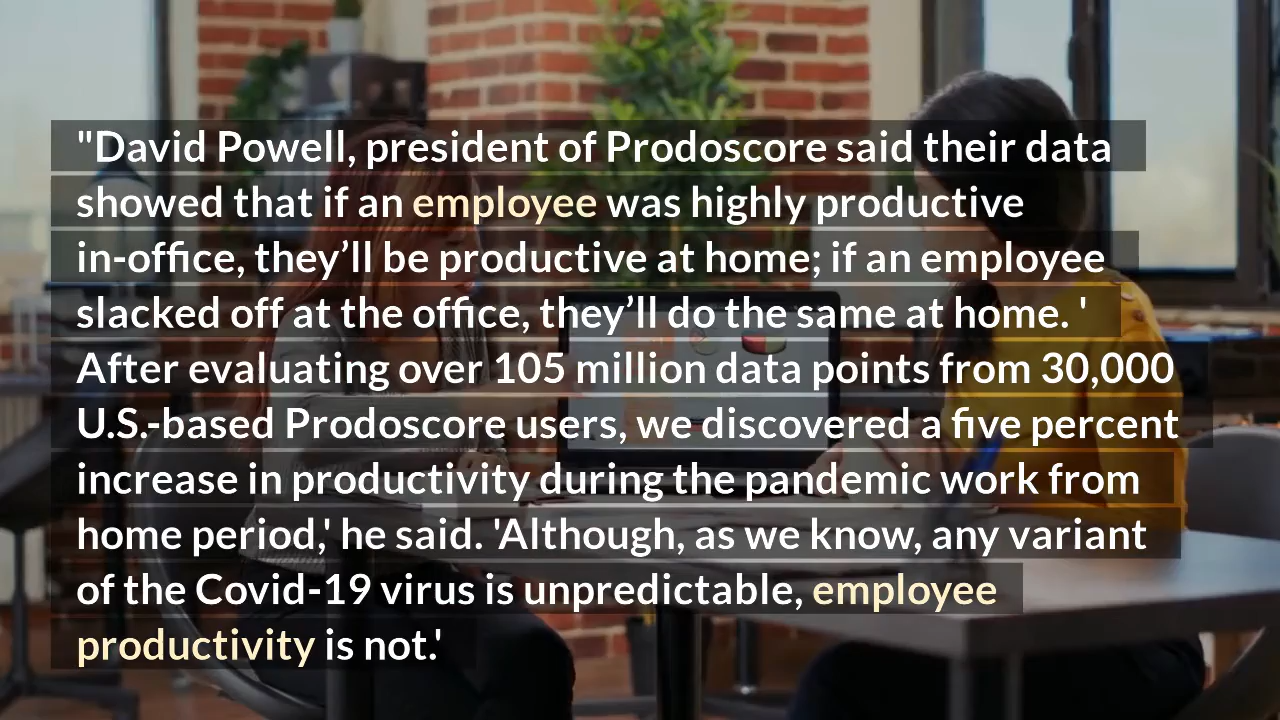 "David Powell, president of Prodoscore said their data
showed that if an employee was highly productive
in-office, they’ll be productive at home; if an employee
slacked off at the office, they’ll do the same at home. '
After evaluating over 105 million data points from 30,000
U.S.-based Prodoscore users, we discovered a five percent
increase in productivity during the pandemic work from
home period,' he said. 'Although, as we know, any variant
of the Covid-19 virus is unpredictable, employee
productivity is not.'